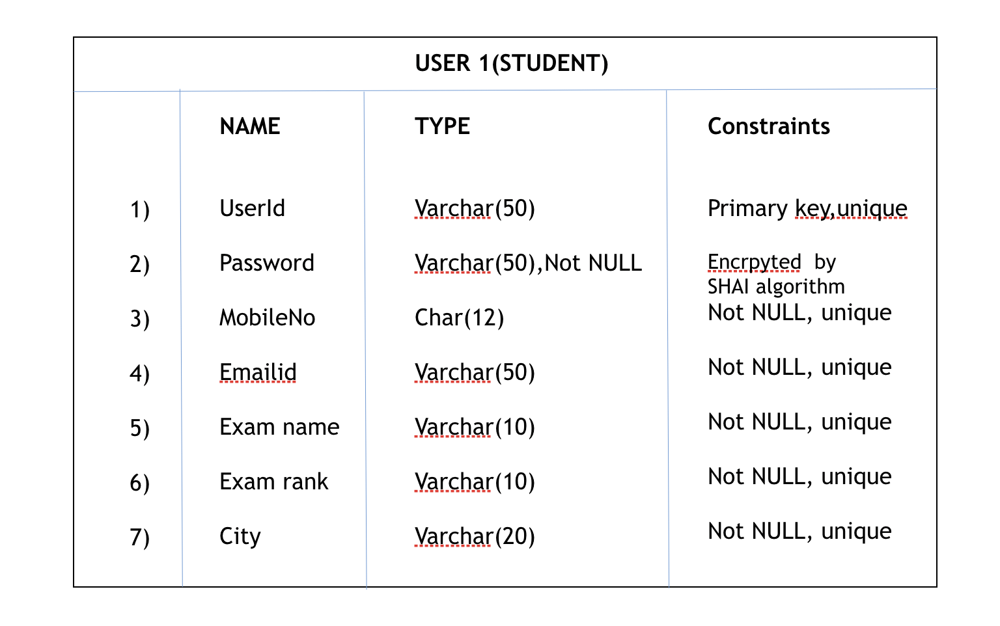 USER 1(STUDENT)
NAME TYPE Constraints
1) UserId Varchar(50) Primary key,unique
2) Password Varchar(50),Not NULL Encrpyted by
SHAI algorithm
3) MobileNo Char(12) Not NULL, unique
4) Emailid Varchar(50) Not NULL, unique
5) Exam name Varchar(10) Not NULL, unique
6) Exam rank Varchar(10) Not NULL, unique
7) City Varchar(20) Not NULL, unique